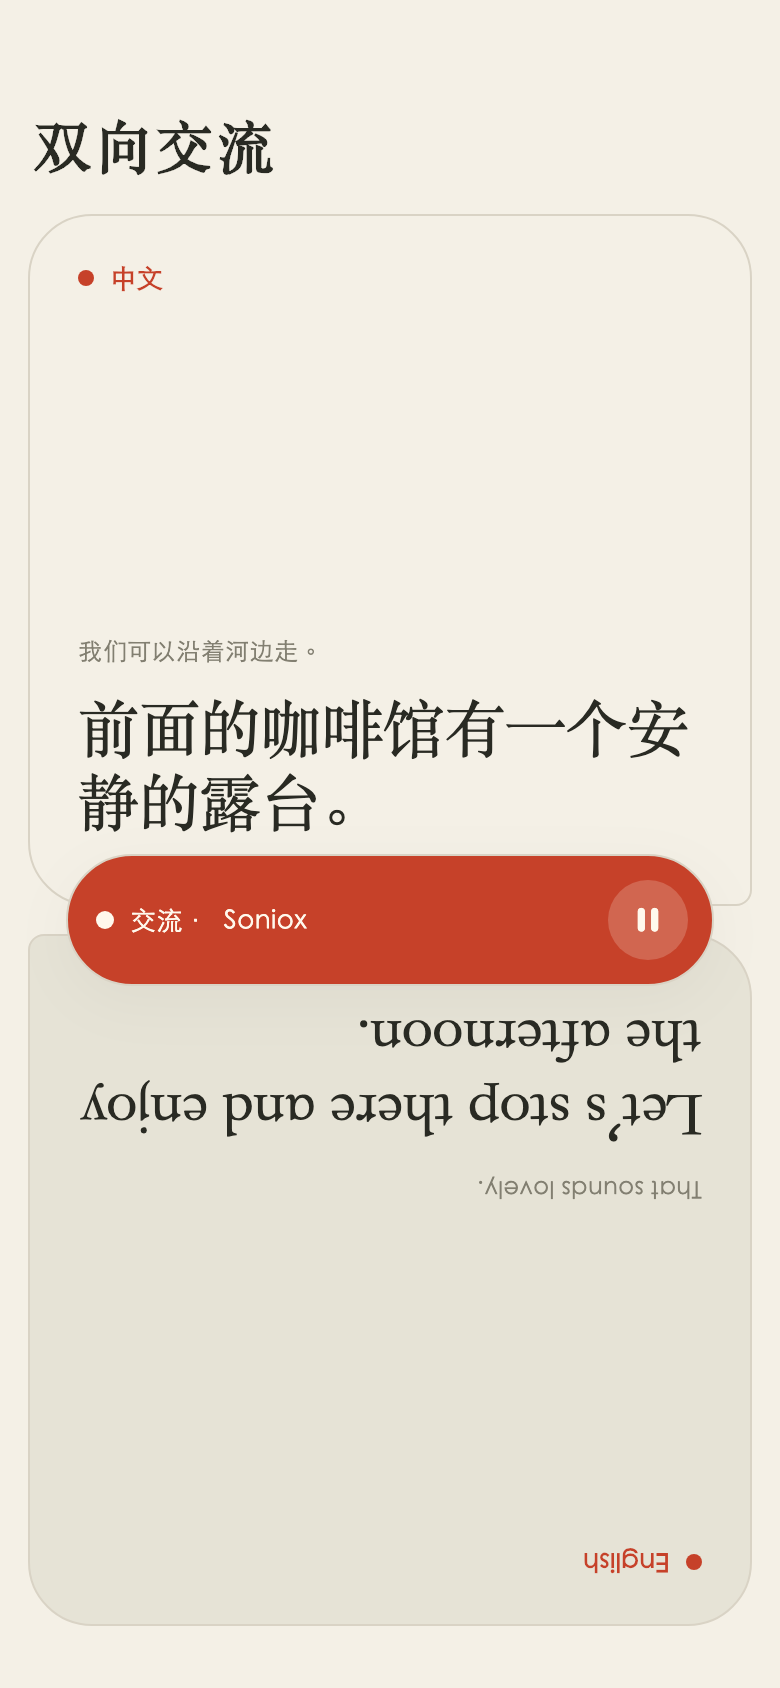 双向交流
中文
我们可以沿着河边走。
前面的咖啡馆有一个安
静的露台。
交流 · Soniox
English
That sounds lovely.
Let’s stop there and enjoy
the afternoon.